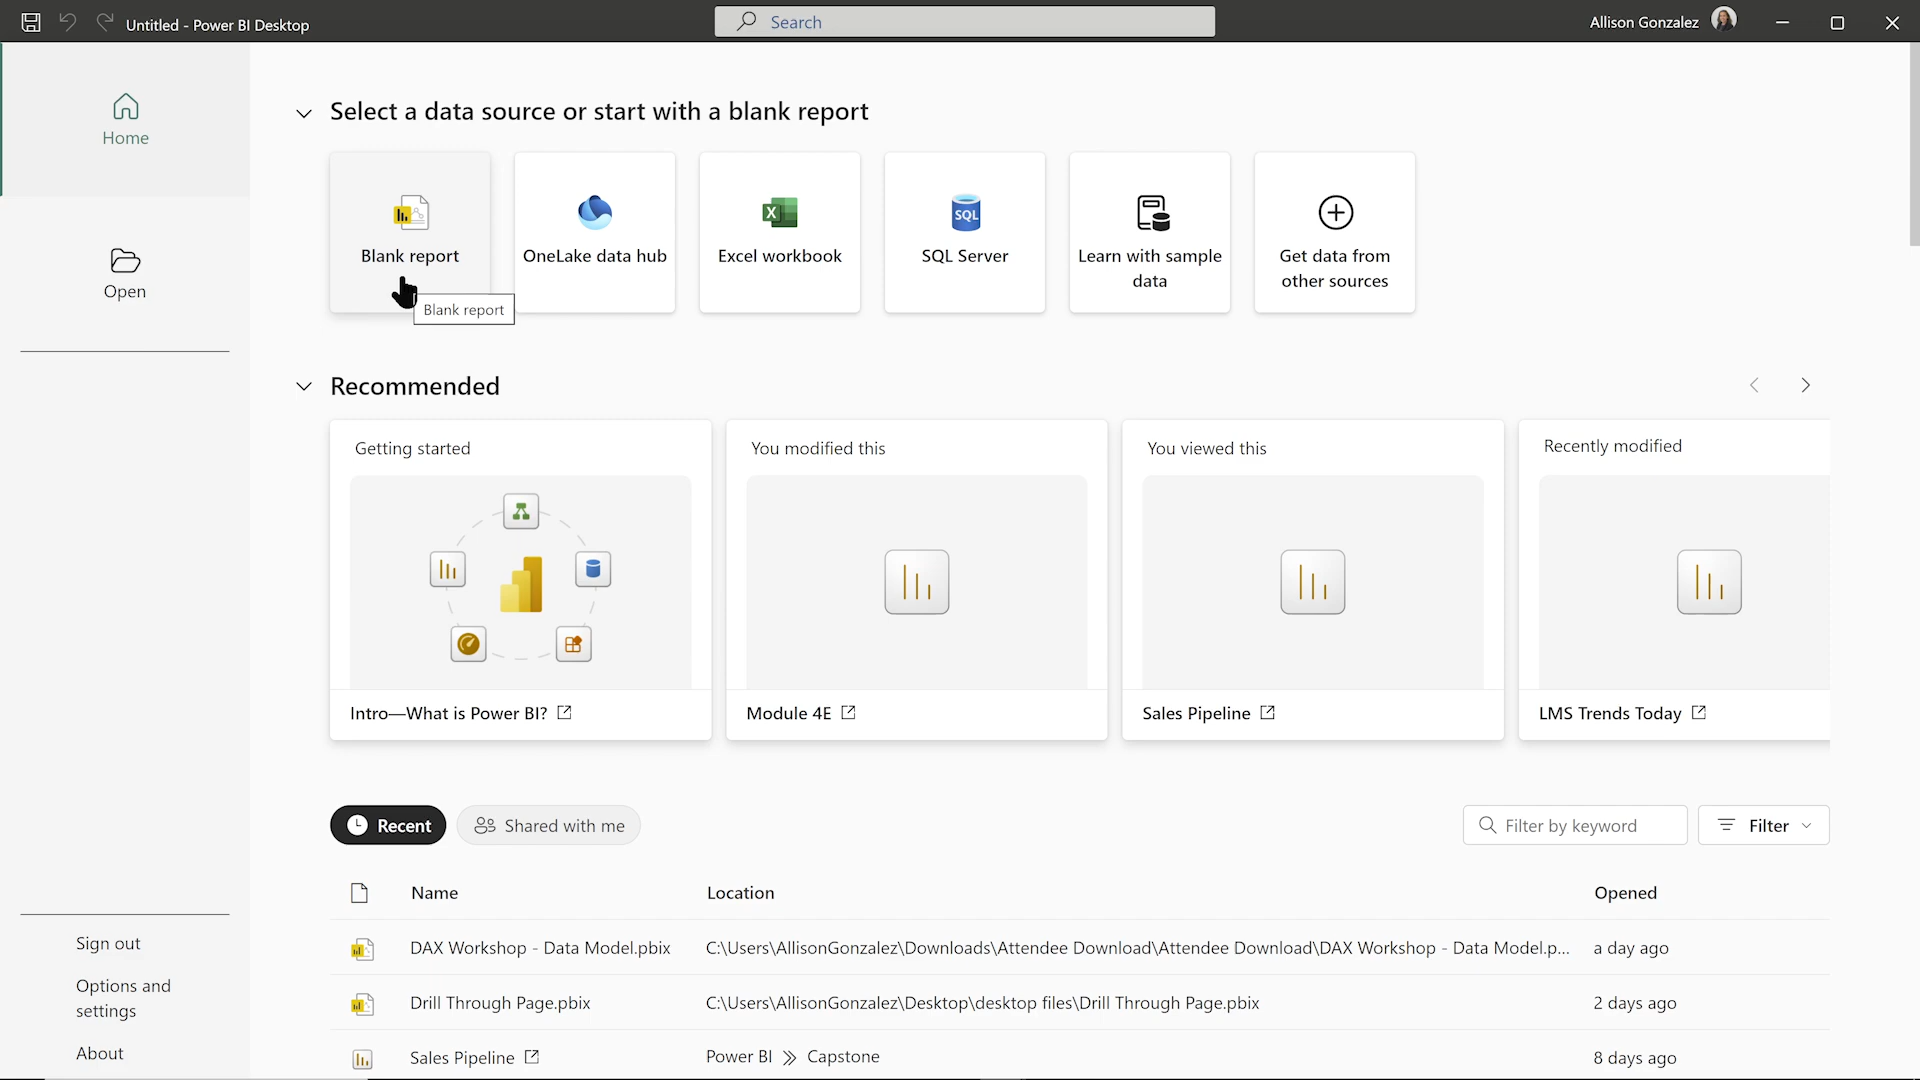 Untitled - Power BI Desktop
Search
Allison Gonzalez
Home
Open
Sign out
Options and
settings
About
Select a data source or start with a blank report
Blank report
OneLake data hub
Excel workbook
SQL
SQL Server
Learn with sample
data
Get data from
other sources
Blank report
Recommended
Getting started
Intro—What is Power BI?
You modified this
Module 4E
You viewed this
Sales Pipeline
Recently modified
LMS Trends Today
Recent
Shared with me
Filter by keyword
Filter
Name Location Opened
DAX Workshop - Data Model.pbix C:\Users\AllisonGonzalez\Downloads\Attendee Download\Attendee Download\DAX Workshop - Data Model.p... a day ago
Drill Through Page.pbix C:\Users\AllisonGonzalez\Desktop\desktop files\Drill Through Page.pbix 2 days ago
Sales Pipeline Power BI Capstone 8 days ago